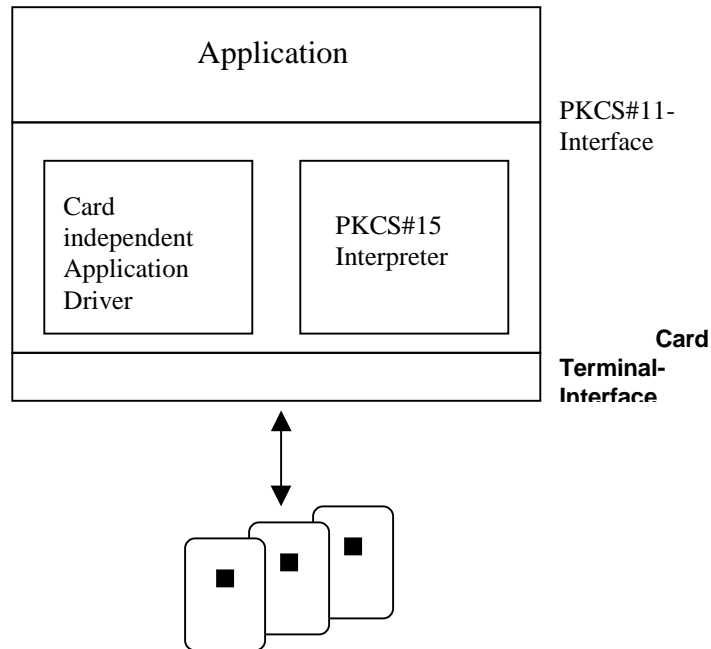 Application
PKCS#11-
Interface
Card
independent
Application
Driver
PKCS#15
Interpreter
Card
Terminal-
Interface